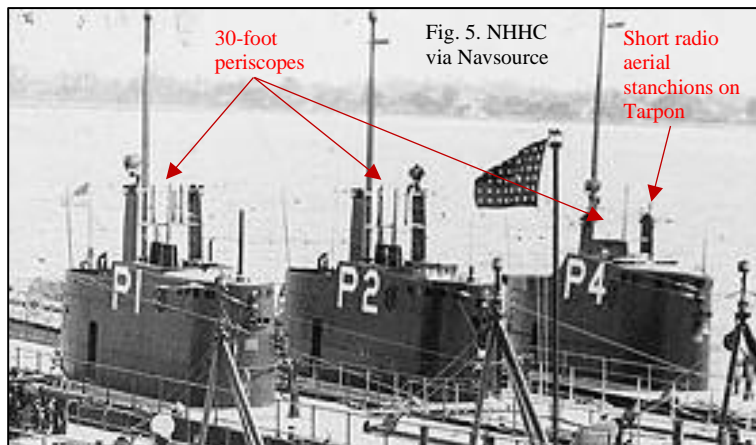 30-foot
periscopes
Fig. 5. NHHC
via Navsource
Short radio
aerial
stanchions on
Tarpon
P1
P2
P4